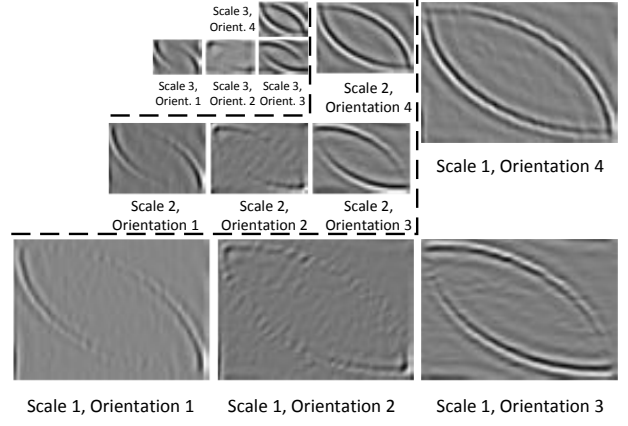 Scale 3,
Orient. 4
Scale 3,
Orient. 1
Scale 3,
Orient. 2
Scale 3,
Orient. 3
Scale 2,
Orientation 4
Scale 1, Orientation 4
Scale 2,
Orientation 1
Scale 2,
Orientation 2
Scale 2,
Orientation 3
Scale 1, Orientation 1
Scale 1, Orientation 2
Scale 1, Orientation 3